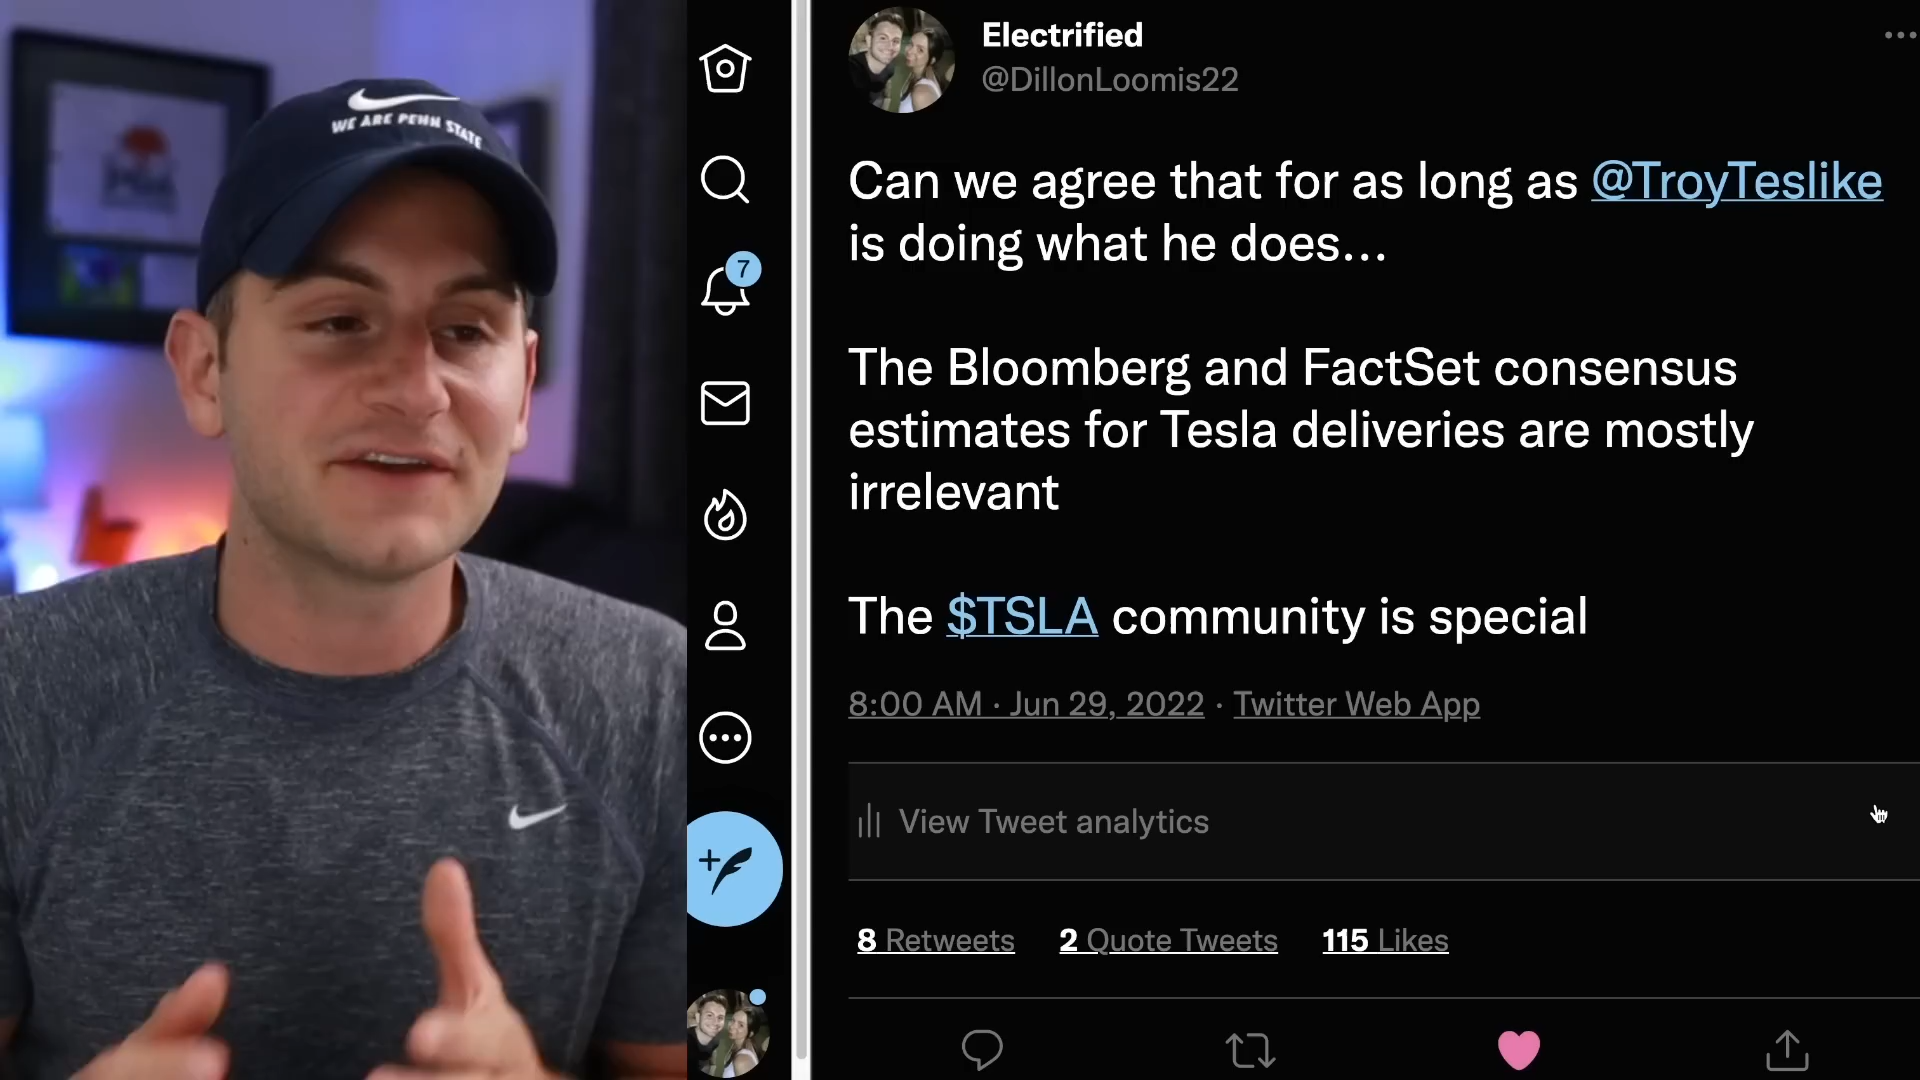 WE ARE PENN STATE
7
Electrified
@DillonLoomis22
Can we agree that for as long as @TroyTeslike
is doing what he does...
The Bloomberg and FactSet consensus
estimates for Tesla deliveries are mostly
irrelevant
The $TSLA community is special
8:00 AM · Jun 29, 2022 · Twitter Web App
View Tweet analytics
8 Retweets 2 Quote Tweets 115 Likes